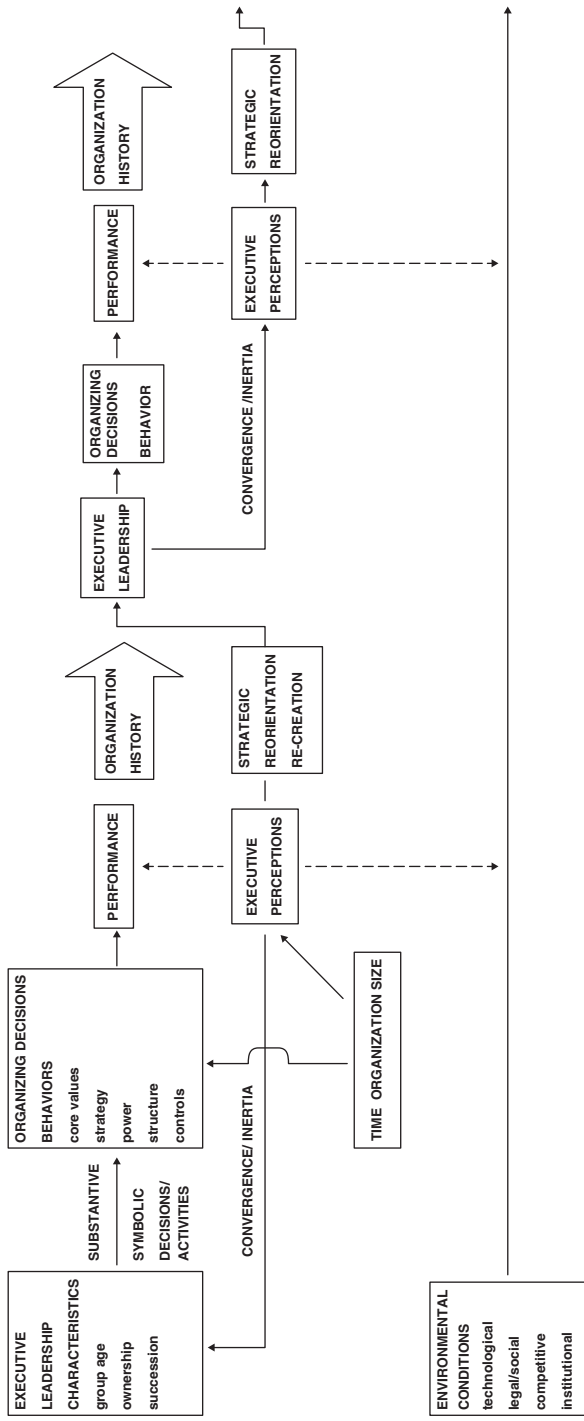 EXECUTIVE
LEADERSHIP
CHARACTERISTICS
group age
ownership
succession
SUBSTANTIVE
SYMBOLIC
DECISIONS/
ACTIVITIES
ORGANIZING DECISIONS
BEHAVIORS
core values
strategy
power
structure
controls
PERFORMANCE
ORGANIZATION
HISTORY
EXECUTIVE
LEADERSHIP
ORGANIZING
DECISIONS
BEHAVIOR
PERFORMANCE
ORGANIZATION
HISTORY
CONVERGENCE/ INERTIA
EXECUTIVE
PERCEPTIONS
STRATEGIC
REORIENTATION
RE-CREATION
CONVERGENCE /INERTIA
EXECUTIVE
PERCEPTIONS
STRATEGIC
REORIENTATION
TIME ORGANIZATION SIZE
ENVIRONMENTAL
CONDITIONS
technological
legal/social
competitive
institutional